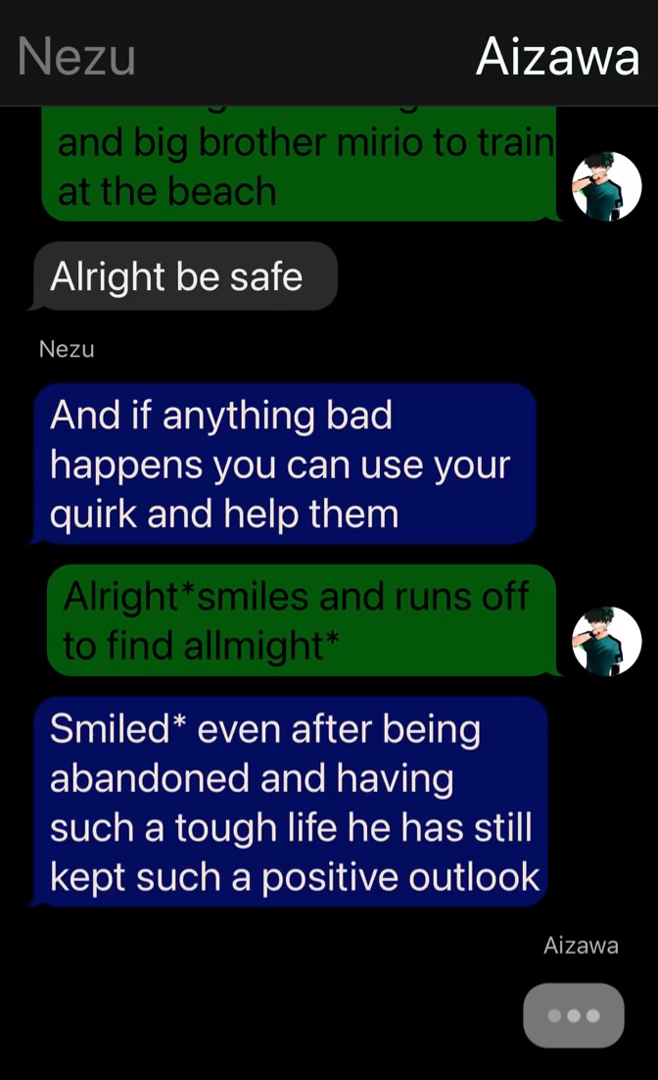 Nezu
Aizawa
and big brother mirio to train
at the beach
Alright be safe
Nezu
And if anything bad
happens you can use your
quirk and help them
Alright*smiles and runs off
to find allmight*
Smiled* even after being
abandoned and having
such a tough life he has still
kept such a positive outlook
Aizawa